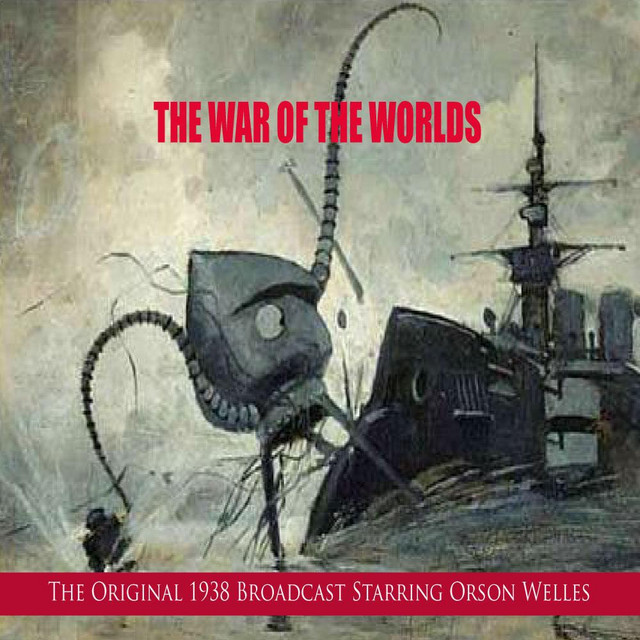 THE WAR OF THE WORLDS
THE ORIGINAL 1938 BROADCAST STARRING ORSON WELLES